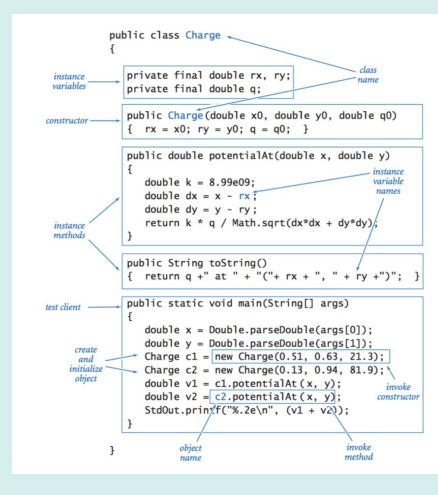 public class Charge
{
class
name
instance
variables
private final double rx, ry;
private final double q;
constructor
public Charge(double x0, double y0, double q0)
{ rx = x0; ry = y0; q = q0; }
instance
methods
public double potentialAt(double x, double y)
{
double k = 8.99e09;
double dx = x - rx;
double dy = y - ry;
return k * q / Math.sqrt(dx*dx + dy*dy);
}
instance
variable
names
public String toString()
{ return q +" at " + "("+ rx + ", " + ry +")"; }
test client
public static void main(String[] args)
{
double x = Double.parseDouble(args[0]);
double y = Double.parseDouble(args[1]);
create
and
initialize
object
Charge c1 = new Charge(0.51, 0.63, 21.3);
Charge c2 = new Charge(0.13, 0.94, 81.9);
double v1 = c1.potentialAt(x, y);
double v2 = c2.potentialAt(x, y);
StdOut.printf("%.2e\n", (v1 + v2));
}
invoke
constructor
}
object
name
invoke
method